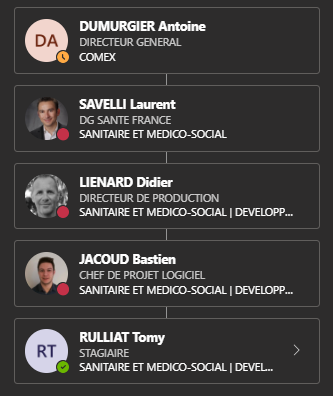 DA
DUMURGIER Antoine
DIRECTEUR GENERAL
COMEX
SAVELLI Laurent
DG SANTE FRANCE
SANITAIRE ET MEDICO-SOCIAL
LIENARD Didier
DIRECTEUR DE PRODUCTION
SANITAIRE ET MEDICO-SOCIAL | DEVELOPP...
JACOUD Bastien
CHEF DE PROJET LOGICIEL
SANITAIRE ET MEDICO-SOCIAL | DEVELOPP...
RT
RULLIAT Tomy
STAGIAIRE
SANITAIRE ET MEDICO-SOCIAL | DEVEL...